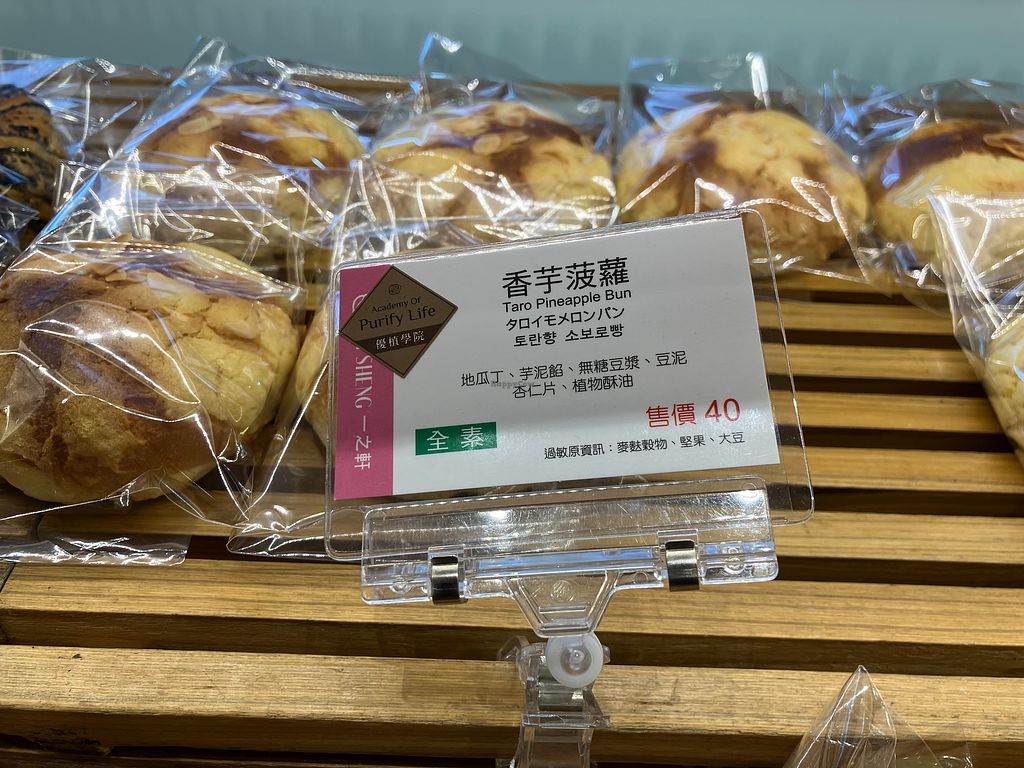 香芋菠蘿
Taro Pineapple Bun
タロイモメロンパン
토란향 소보로빵
Academy Of
Purify Life
優植學院
SHENG 一之軒
地瓜丁、芋泥餡、無糖豆漿、豆泥
杏仁片、植物酥油
全素
售價 40
過敏原資訊：麥麩穀物、堅果、大豆